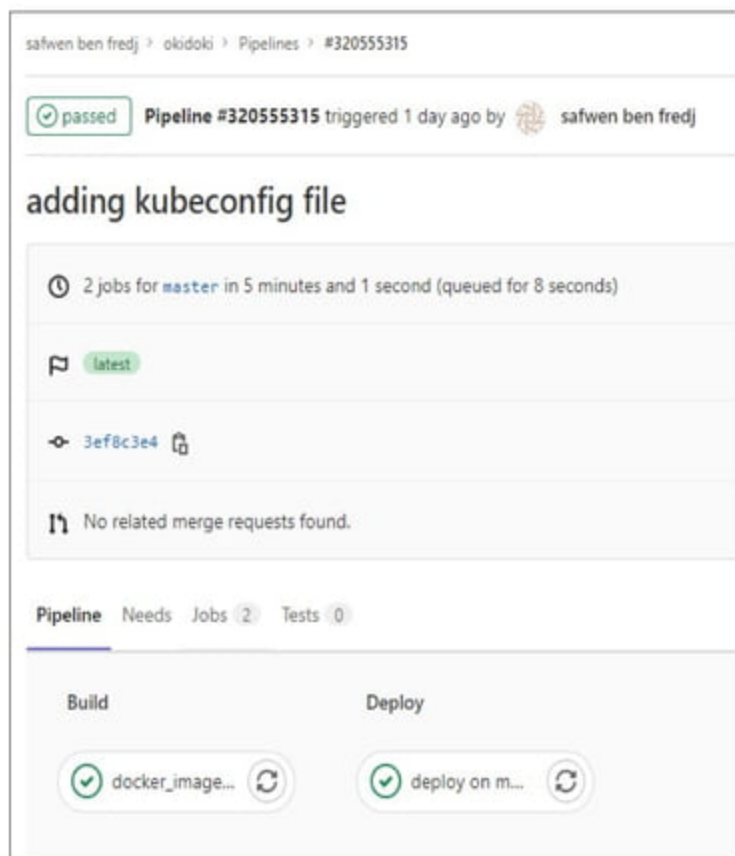 safwen ben fredj > okidoki > Pipelines > #320555315
passed Pipeline #320555315 triggered 1 day ago by safwen ben fredj
adding kubeconfig file
2 jobs for master in 5 minutes and 1 second (queued for 8 seconds)
latest
3ef8c3e4
No related merge requests found.
Pipeline Needs Jobs 2 Tests 0
Build Deploy
docker_image... deploy on m...